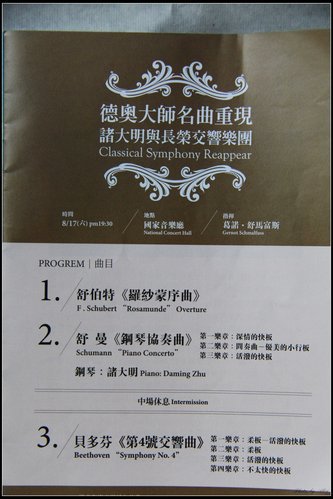 德奧大師名曲重現
諸大明與長榮交響樂團
Classical Symphony Reappear
時間
8/17(六) pm19:30
地點
國家音樂廳
National Concert Hall
指揮
葛諾·舒馬富斯
Gernot Schmalfuss
PROGREM｜曲目
1. 舒伯特《羅紗蒙序曲》
F. Schubert "Rosamunde" Overture
2. 舒 曼《鋼琴協奏曲》
Schumann "Piano Concerto"
第一樂章：深情的快板
第二樂章：間奏曲－優美的小行板
第三樂章：活潑的快板
鋼琴：諸大明 Piano: Daming Zhu
中場休息 Intermission
3. 貝多芬《第4號交響曲》
Beethoven "Symphony No. 4"
第一樂章：柔板－活潑的快板
第二樂章：柔板
第三樂章：活潑的快板
第四樂章：不太快的快板